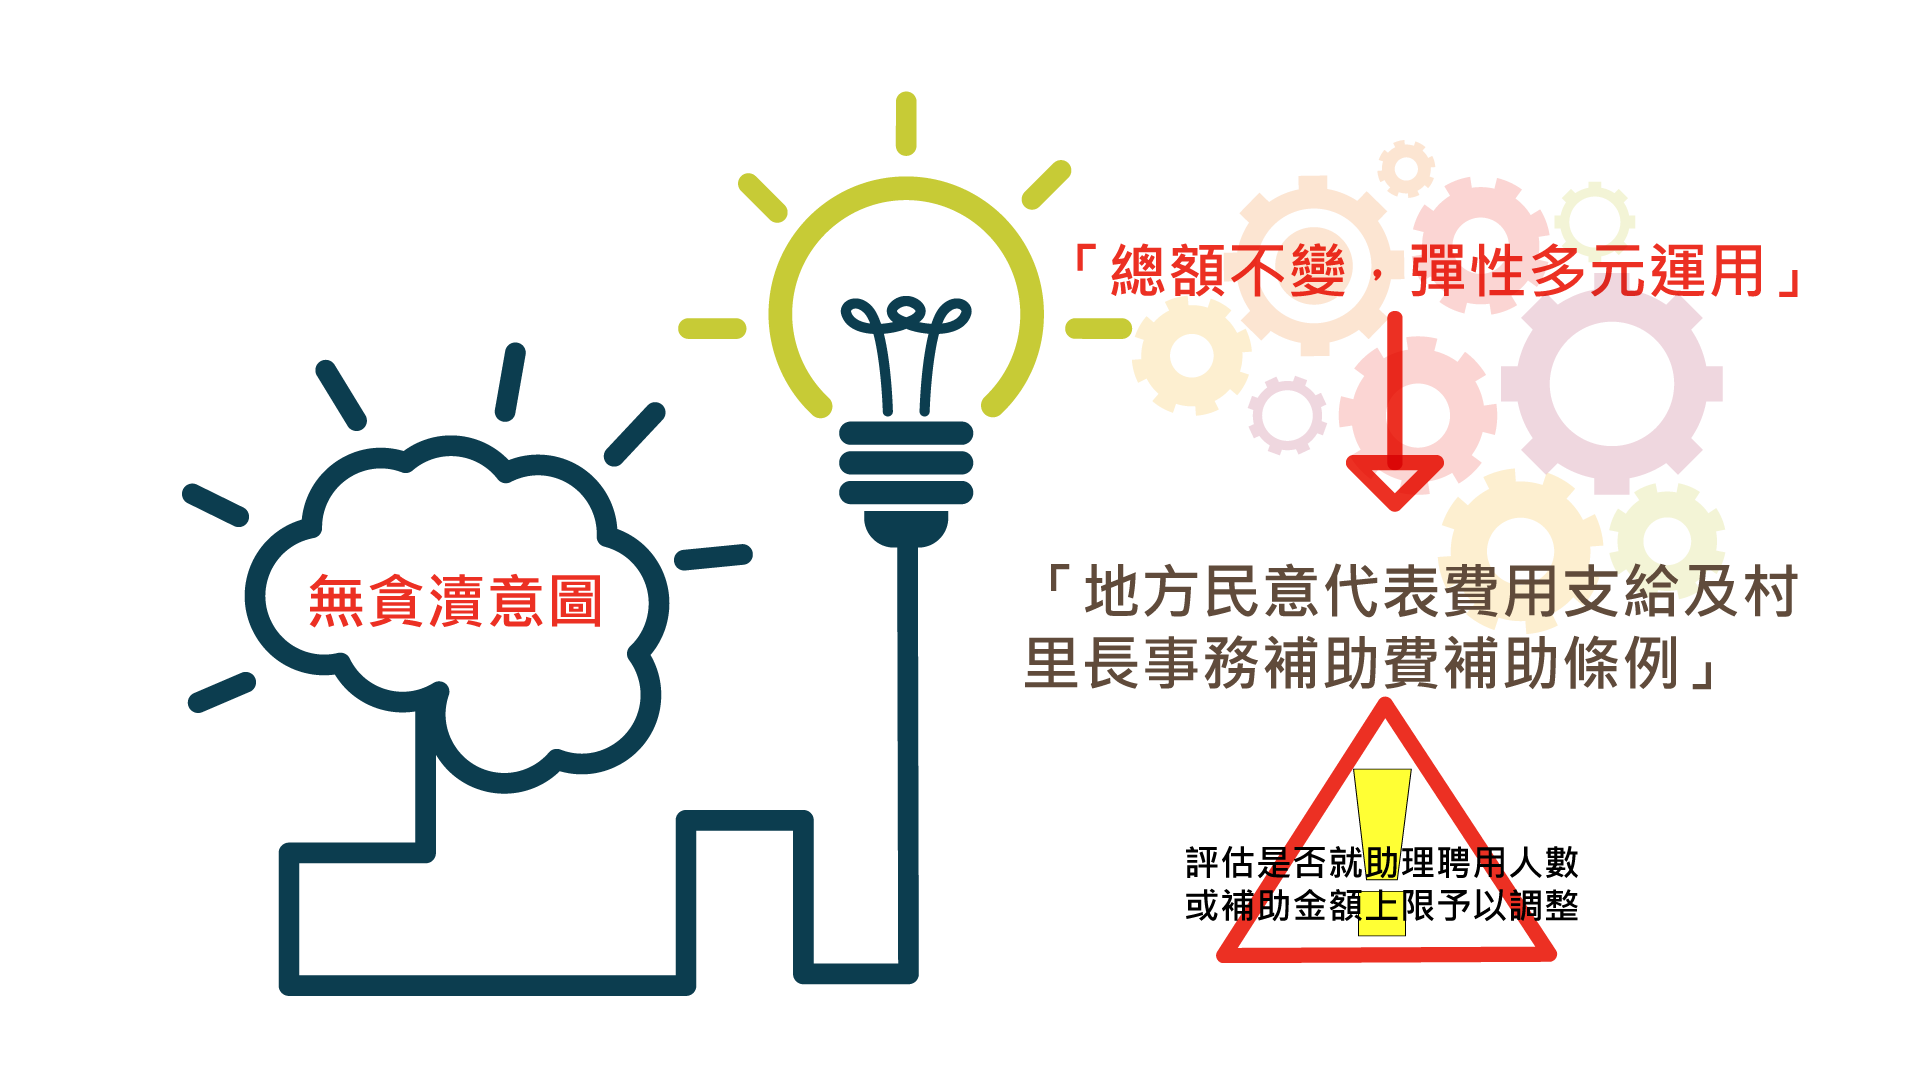 「總額不變，彈性多元運用」
無貪瀆意圖
「地方民意代表費用支給及村
里長事務補助費補助條例」
評估是否就助理聘用人數
或補助金額上限予以調整